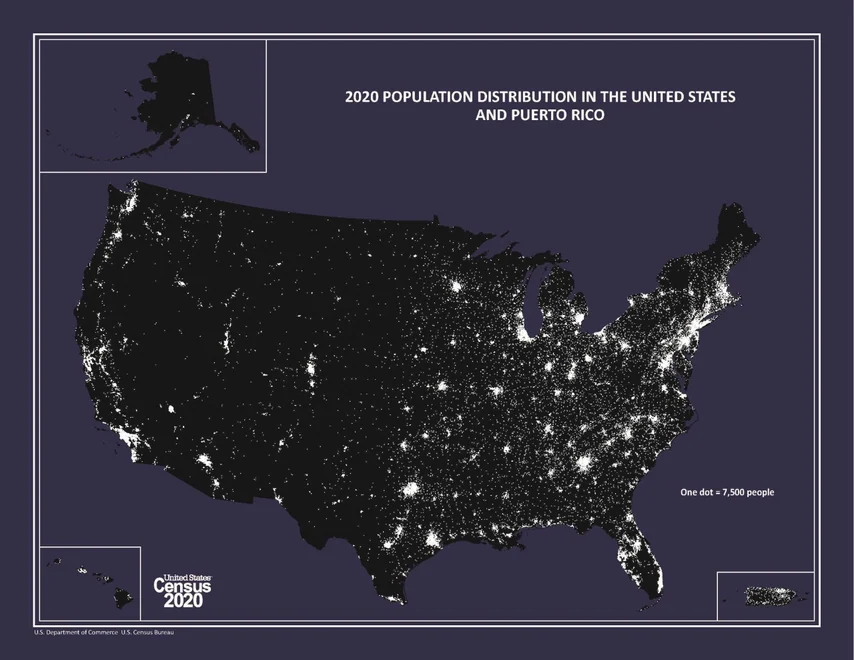 2020 POPULATION DISTRIBUTION IN THE UNITED STATES
AND PUERTO RICO
One dot = 7,500 people
United States
Census
2020
U.S. Department of Commerce U.S. Census Bureau